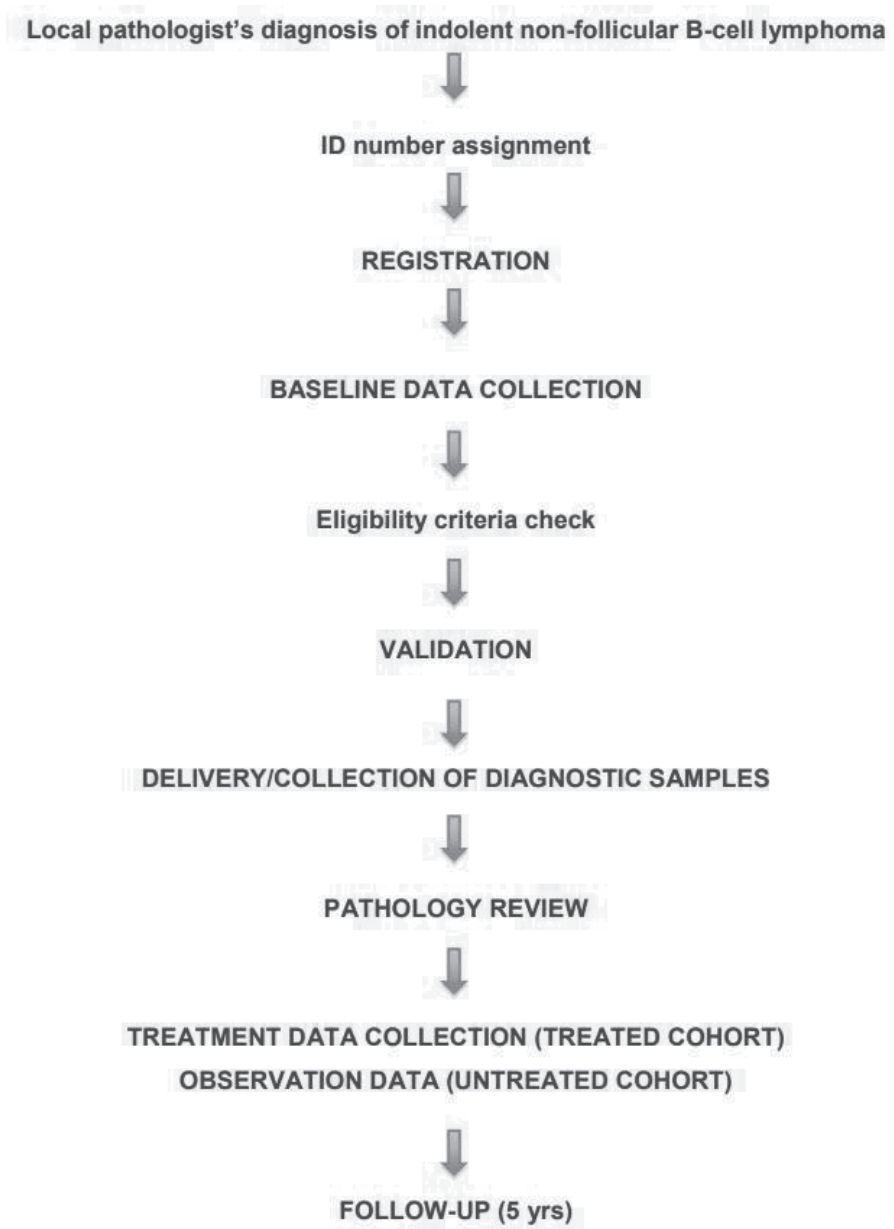 Local pathologist's diagnosis of indolent non-follicular B-cell lymphoma
ID number assignment
REGISTRATION
BASELINE DATA COLLECTION
Eligibility criteria check
VALIDATION
DELIVERY/COLLECTION OF DIAGNOSTIC SAMPLES
PATHOLOGY REVIEW
TREATMENT DATA COLLECTION (TREATED COHORT)
OBSERVATION DATA (UNTREATED COHORT)
FOLLOW-UP (5 yrs)